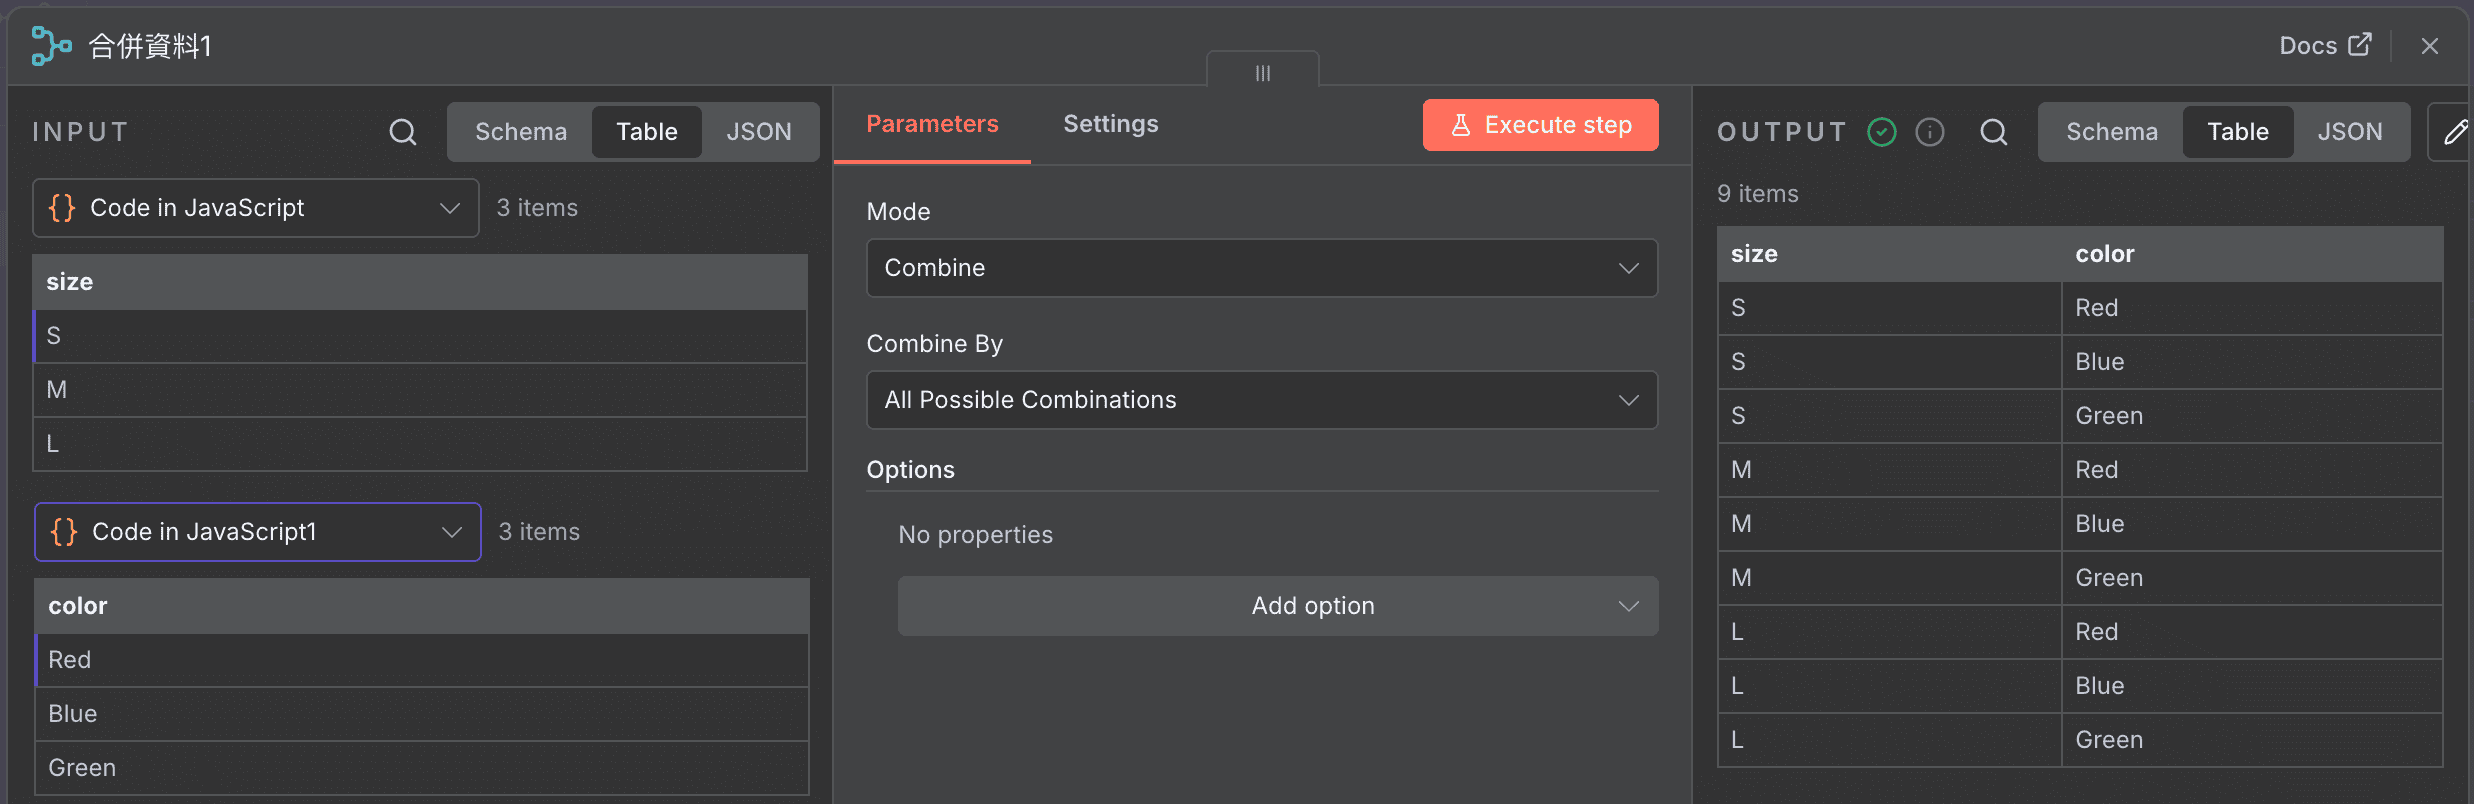 合併資料1
Docs
INPUT
Schema
Table
JSON
Code in JavaScript
3 items
size
S
M
L
Code in JavaScript1
3 items
color
Red
Blue
Green
Parameters
Settings
Execute step
Mode
Combine
Combine By
All Possible Combinations
Options
No properties
Add option
OUTPUT
Schema
Table
JSON
9 items
size color
S Red
S Blue
S Green
M Red
M Blue
M Green
L Red
L Blue
L Green